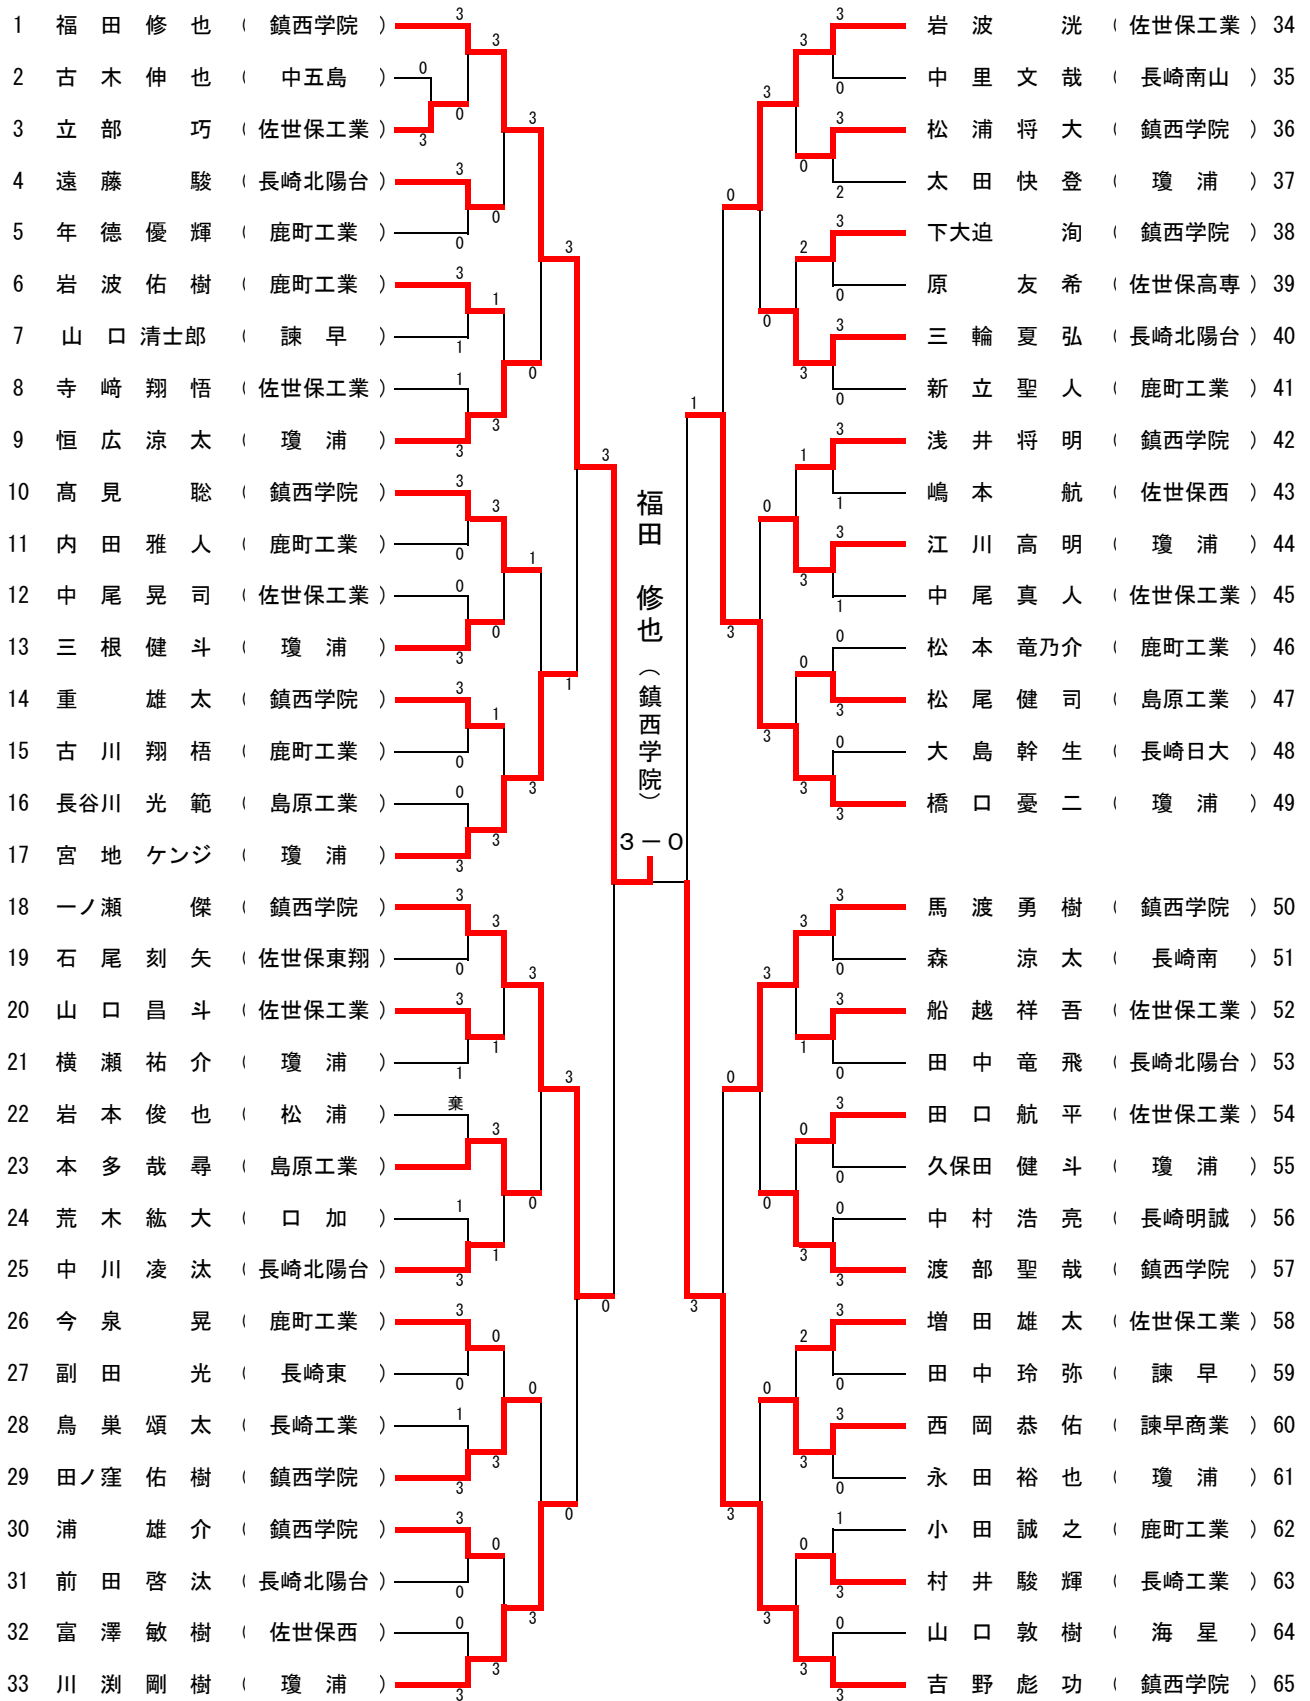 1 福田 修也 ( 鎮西学院 )
2 古木 伸也 ( 中五島 )
3 立部 巧 ( 佐世保工業 )
4 遠藤 駿 ( 長崎北陽台 )
5 年德 優輝 ( 鹿町工業 )
6 岩波 佑樹 ( 鹿町工業 )
7 山口 清士郎 ( 諫早 )
8 寺﨑 翔悟 ( 佐世保工業 )
9 恒広 涼太 ( 瓊浦 )
10 髙見 聡 ( 鎮西学院 )
11 内田 雅人 ( 鹿町工業 )
12 中尾 晃司 ( 佐世保工業 )
13 三根 健斗 ( 瓊浦 )
14 重 雄太 ( 鎮西学院 )
15 古川 翔梧 ( 鹿町工業 )
16 長谷川 光範 ( 島原工業 )
17 宮地 ケンジ ( 瓊浦 )
18 一ノ瀬 傑 ( 鎮西学院 )
19 石尾 刻矢 ( 佐世保東翔 )
20 山口 昌斗 ( 佐世保工業 )
21 横瀬 祐介 ( 瓊浦 )
22 岩本 俊也 ( 松浦 ) 棄
23 本多 哉尋 ( 島原工業 )
24 荒木 紘大 ( 口加 )
25 中川 凌汰 ( 長崎北陽台 )
26 今泉 晃 ( 鹿町工業 )
27 副田 光 ( 長崎東 )
28 鳥巣 頌太 ( 長崎工業 )
29 田ノ窪 佑樹 ( 鎮西学院 )
30 浦 雄介 ( 鎮西学院 )
31 前田 啓汰 ( 長崎北陽台 )
32 富澤 敏樹 ( 佐世保西 )
33 川渕 剛樹 ( 瓊浦 )
福田 修也 (鎮西学院)
3－0
岩波 洸 ( 佐世保工業 ) 34
中里 文哉 ( 長崎南山 ) 35
松浦 将大 ( 鎮西学院 ) 36
太田 快登 ( 瓊浦 ) 37
下大迫 洵 ( 鎮西学院 ) 38
原 友希 ( 佐世保高専 ) 39
三輪 夏弘 ( 長崎北陽台 ) 40
新立 聖人 ( 鹿町工業 ) 41
浅井 将明 ( 鎮西学院 ) 42
嶋本 航 ( 佐世保西 ) 43
江川 高明 ( 瓊浦 ) 44
中尾 真人 ( 佐世保工業 ) 45
松本 竜乃介 ( 鹿町工業 ) 46
松尾 健司 ( 島原工業 ) 47
大島 幹生 ( 長崎日大 ) 48
橋口 憂二 ( 瓊浦 ) 49
馬渡 勇樹 ( 鎮西学院 ) 50
森 涼太 ( 長崎南 ) 51
船越 祥吾 ( 佐世保工業 ) 52
田中 竜飛 ( 長崎北陽台 ) 53
田口 航平 ( 佐世保工業 ) 54
久保田 健斗 ( 瓊浦 ) 55
中村 浩亮 ( 長崎明誠 ) 56
渡部 聖哉 ( 鎮西学院 ) 57
増田 雄太 ( 佐世保工業 ) 58
田中 玲弥 ( 諫早 ) 59
西岡 恭佑 ( 諫早商業 ) 60
永田 裕也 ( 瓊浦 ) 61
小田 誠之 ( 鹿町工業 ) 62
村井 駿輝 ( 長崎工業 ) 63
山口 敦樹 ( 海星 ) 64
吉野 彪功 ( 鎮西学院 ) 65